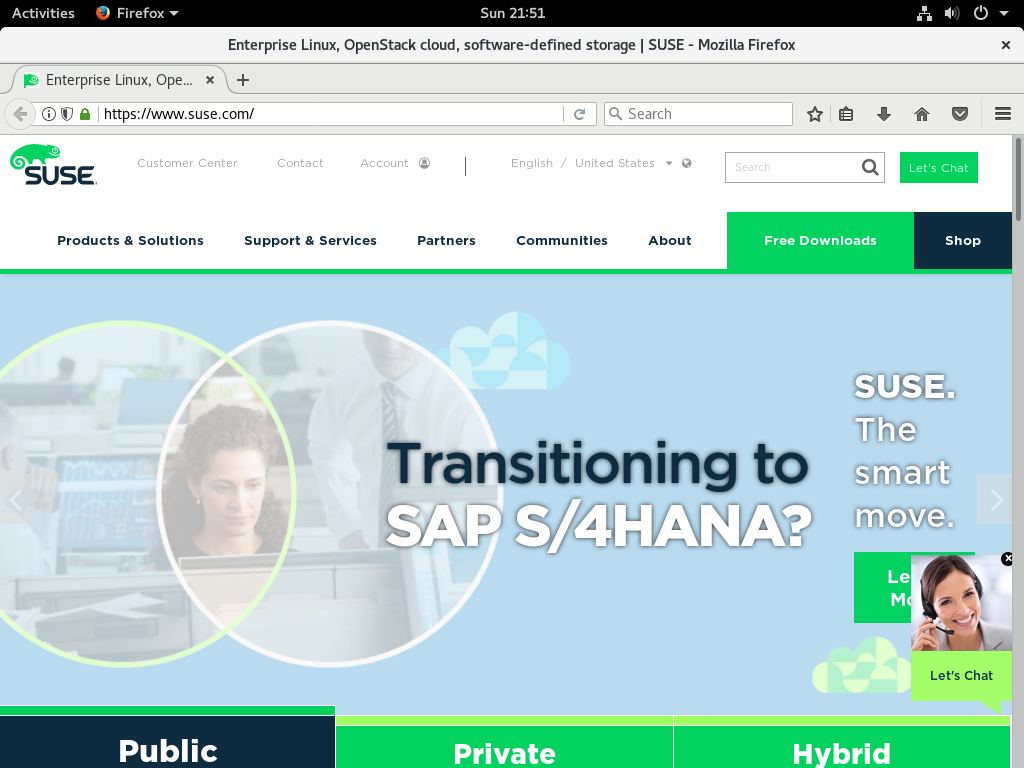 Activities Firefox Sun 21:51
Enterprise Linux, OpenStack cloud, software-defined storage | SUSE - Mozilla Firefox
Enterprise Linux, Ope...
https://www.suse.com/ Search
SUSE
Customer Center Contact Account English / United States Search Let's Chat
Products & Solutions Support & Services Partners Communities About Free Downloads Shop
Transitioning to
SAP S/4HANA?
SUSE.
The
smart
move.
Le
Mo
Let's Chat
Public Private Hybrid